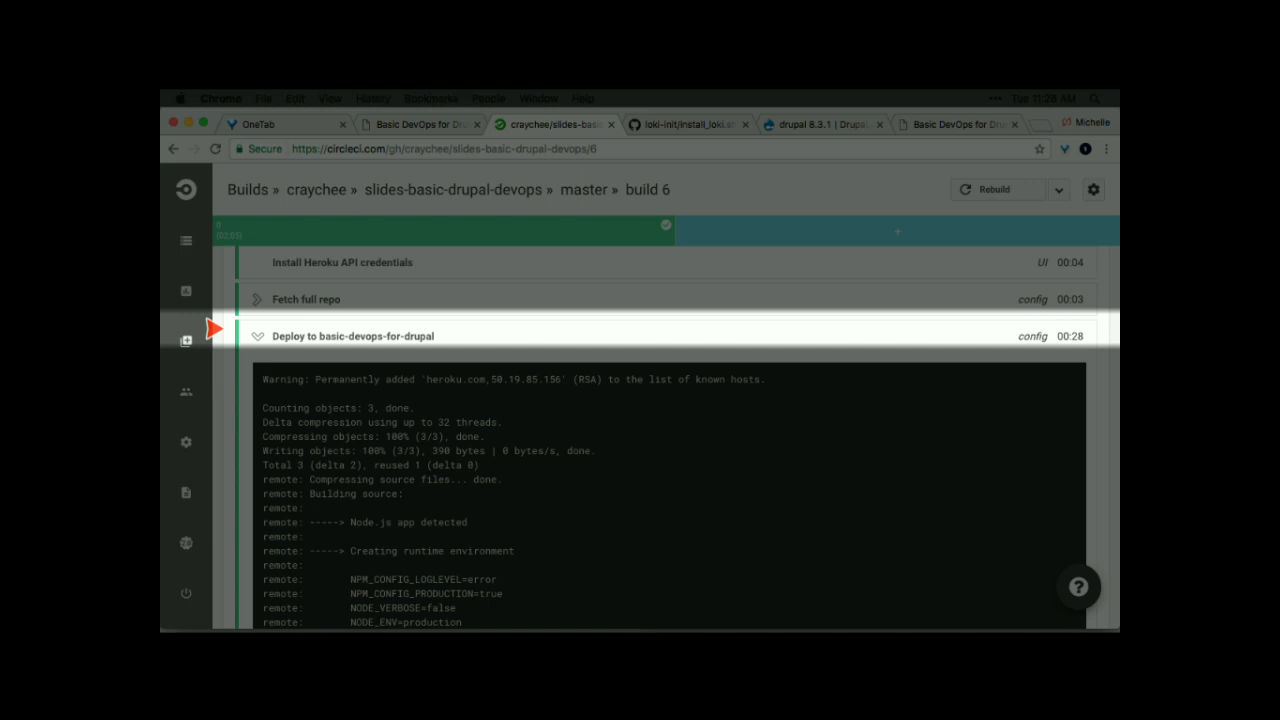 Chrome File Edit View History Bookmarks People Window Help ••• Tue 11:28 AM
OneTab Basic DevOps for Dru craychee/slides-bas loki-init/install_loki.sh drupal 8.3.1 | Drupal. Basic DevOps for Dru Michelle
Secure https://circleci.com/gh/craychee/slides-basic-drupal-devops/6
Builds » craychee » slides-basic-drupal-devops » master » build 6 Rebuild
0
(02:05)
+
Install Heroku API credentials UI 00:04
Fetch full repo config 00:03
Deploy to basic-devops-for-drupal config 00:28
Warning: Permanently added 'heroku.com,50.19.85.156' (RSA) to the list of known hosts.
Counting objects: 3, done.
Delta compression using up to 32 threads.
Compressing objects: 100% (3/3), done.
Writing objects: 100% (3/3), 390 bytes | 0 bytes/s, done.
Total 3 (delta 2), reused 1 (delta 0)
remote: Compressing source files... done.
remote: Building source:
remote:
remote: -----> Node.js app detected
remote:
remote: -----> Creating runtime environment
remote:
remote: NPM_CONFIG_LOGLEVEL=error
remote: NPM_CONFIG_PRODUCTION=true
remote: NODE_VERBOSE=false
remote: NODE_ENV=production
?